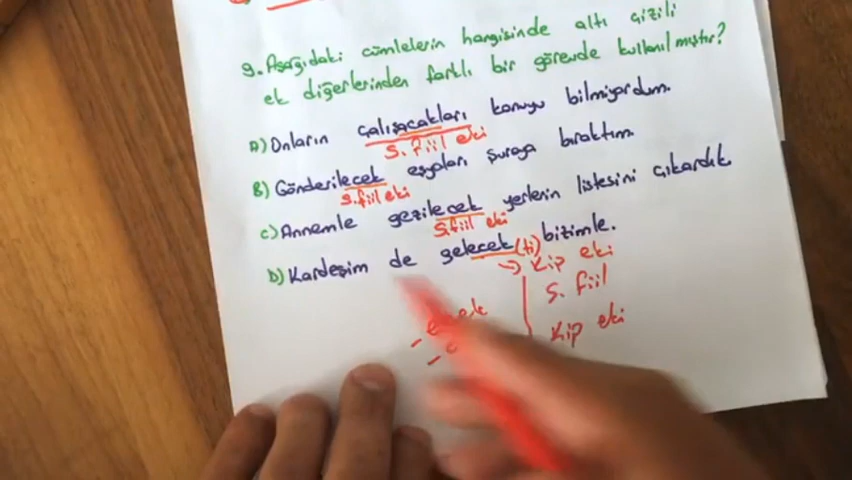 9. Aşağıdaki cümlelerin hangisinde altı çizili
ek diğerlerinden farklı bir görevde kullanılmıştır?
A) Onların çalışacakları konuyu bilmiyordum.
S. fiil eki
B) Gönderilecek eşyaları şuraya bıraktım.
S. fiil eki
C) Annemle gezilecek yerlerin listesini çıkardık.
S. fiil eki
D) Kardeşim de gelecek (ti) bizimle.
→ Kip eki
S. fiil
Kip eki